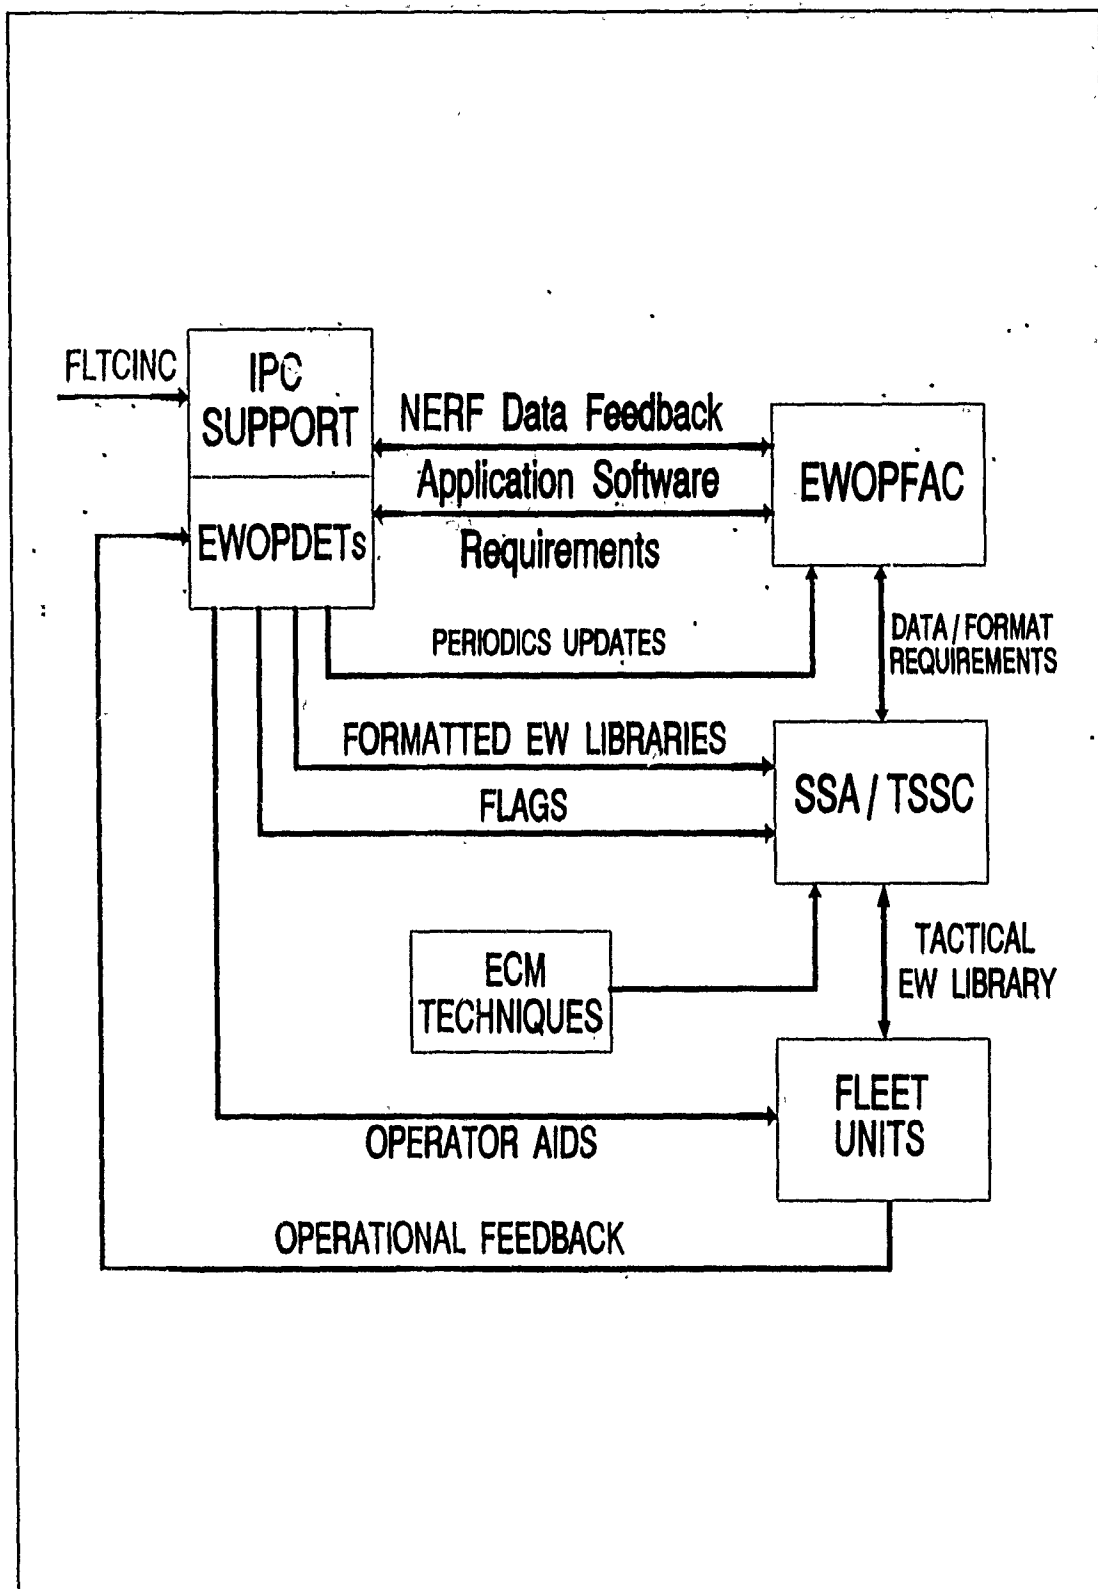 FLTCINC
IPC
SUPPORT
EWOPDETs
NERF Data Feedback
Application Software
Requirements
EWOPFAC
PERIODICS UPDATES
DATA / FORMAT
REQUIREMENTS
FORMATTED EW LIBRARIES
FLAGS
SSA / TSSC
ECM
TECHNIQUES
TACTICAL
EW LIBRARY
FLEET
UNITS
OPERATOR AIDS
OPERATIONAL FEEDBACK